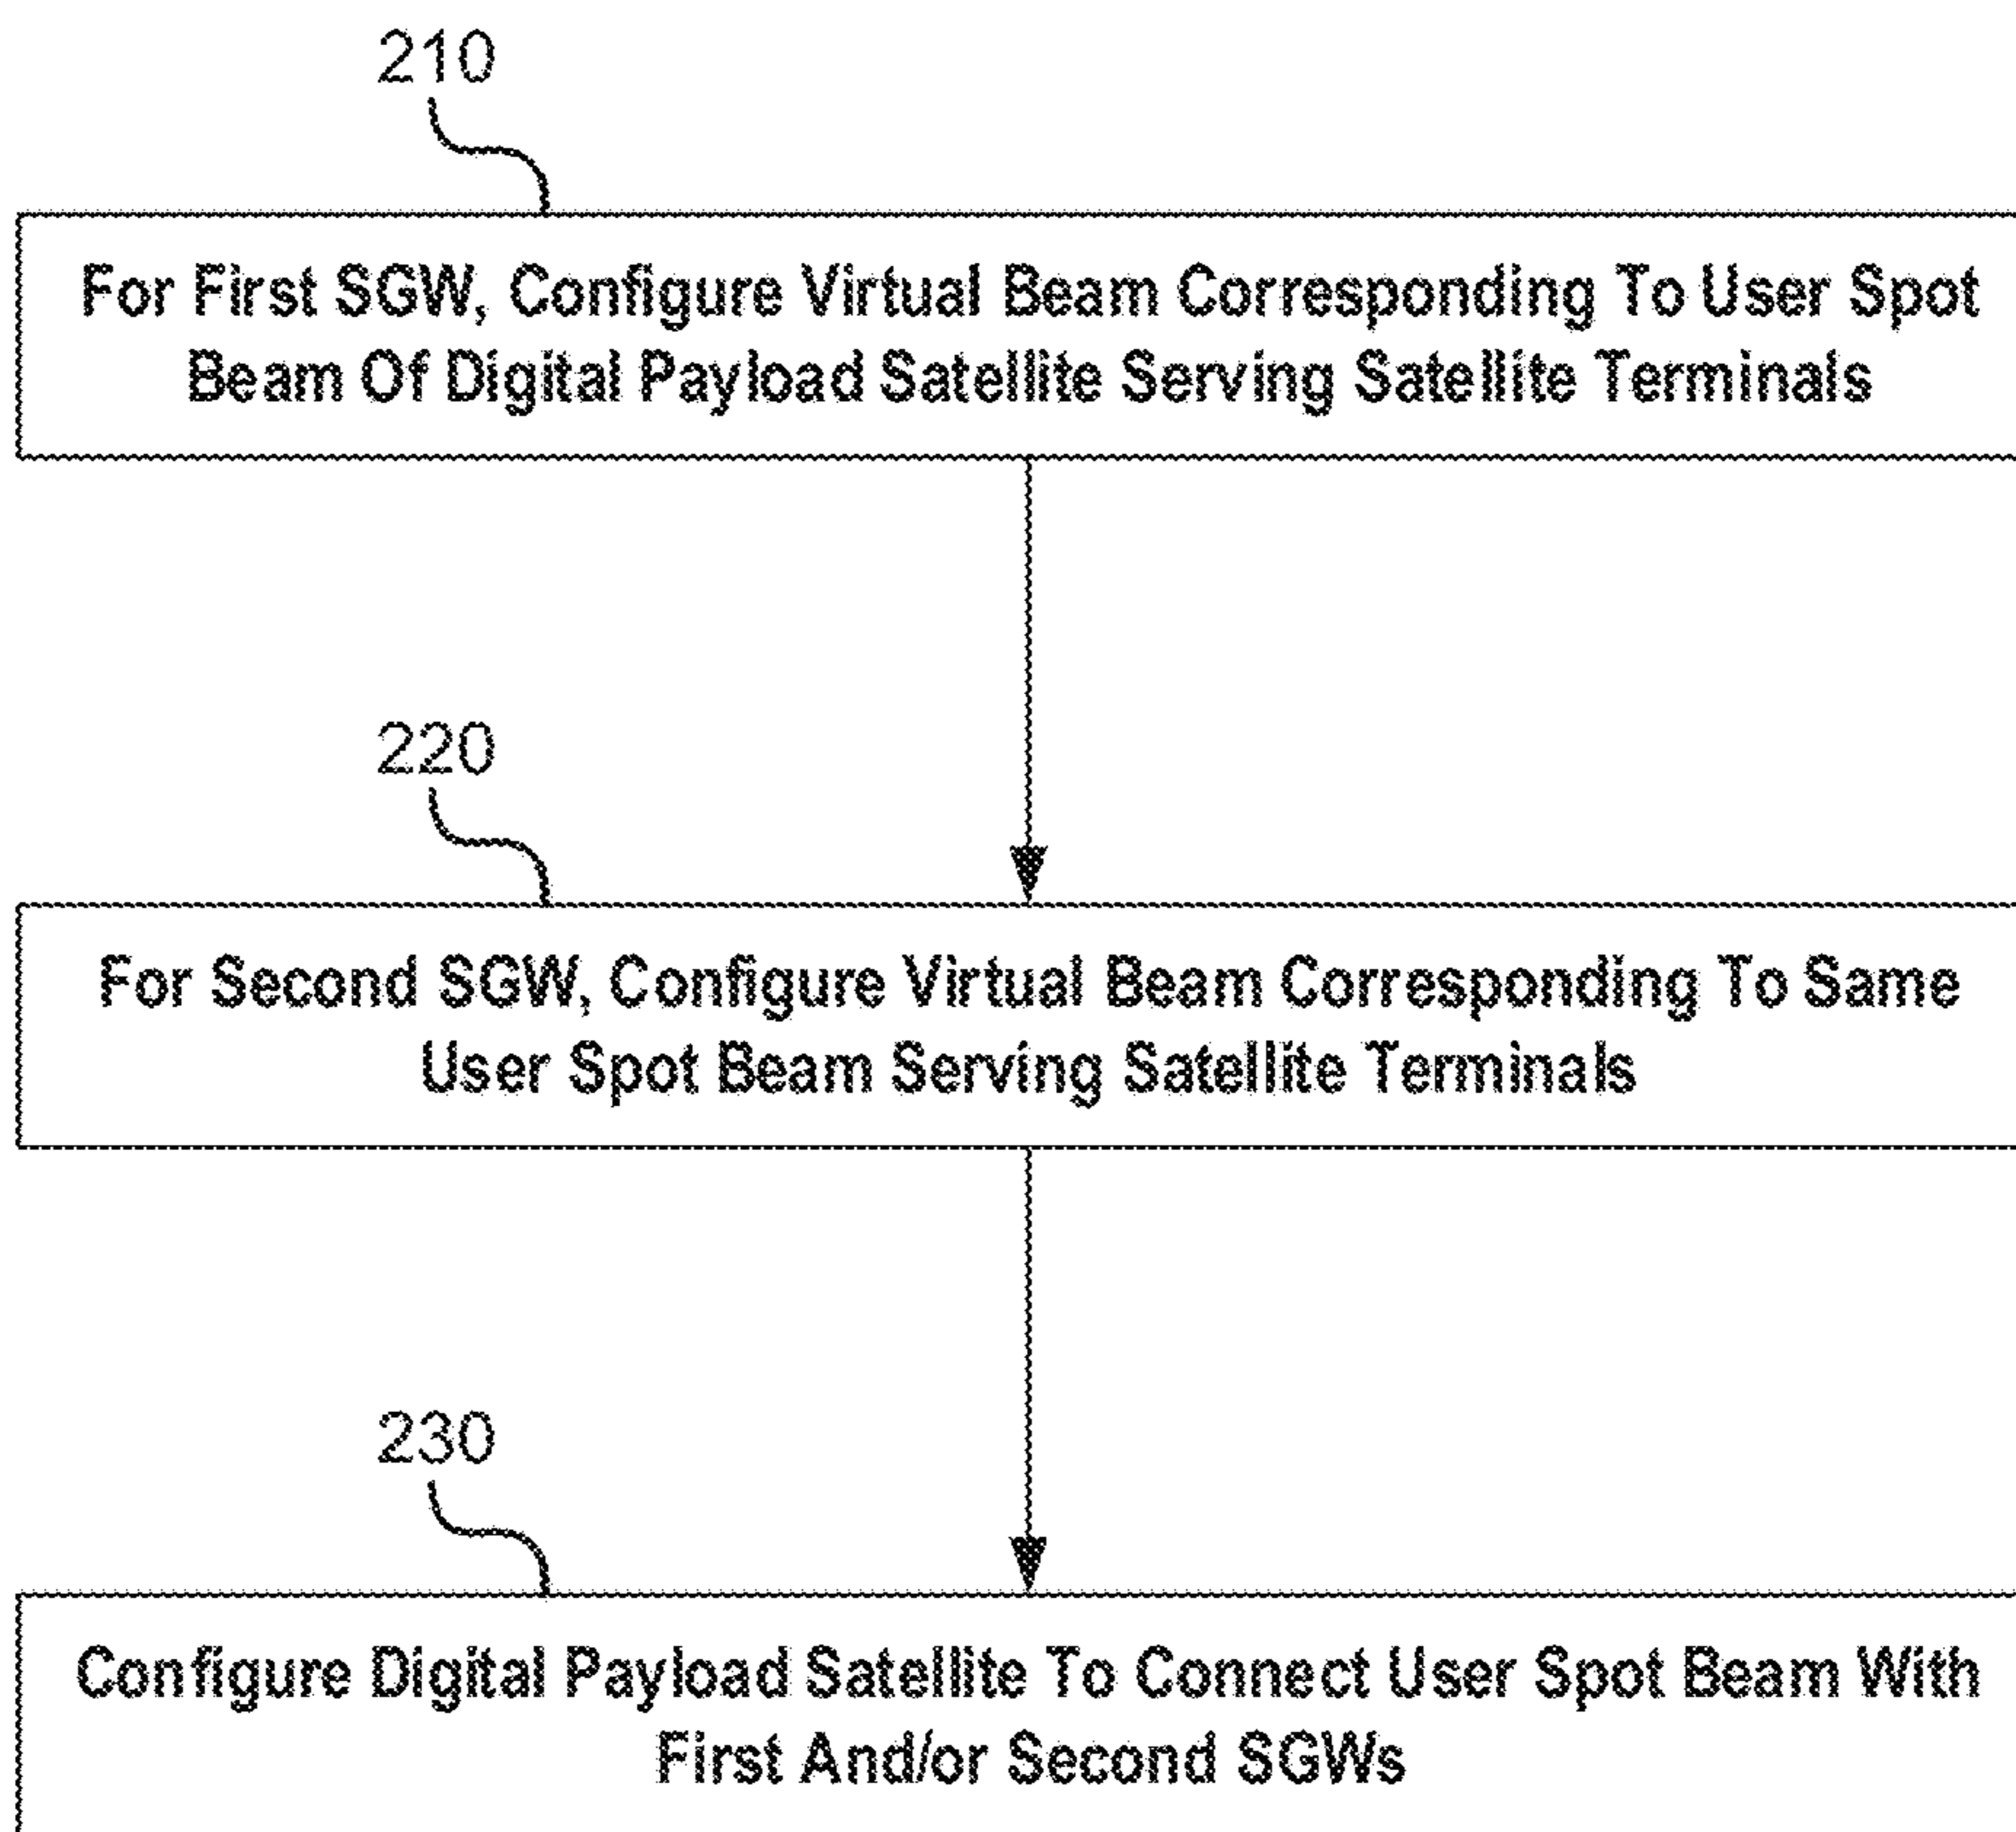 210
For First SGW, Configure Virtual Beam Corresponding To User Spot
Beam Of Digital Payload Satellite Serving Satellite Terminals
220
For Second SGW, Configure Virtual Beam Corresponding To Same
User Spot Beam Serving Satellite Terminals
230
Configure Digital Payload Satellite To Connect User Spot Beam With
First And/or Second SGWs